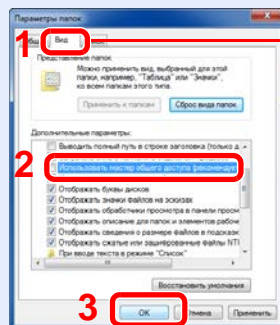 Параметры папок
1
Вид
Представление папок
Можно применить вид, выбранный для этой
папки, например, "Таблица" или "Значки",
ко всем папкам этого типа.
Применить к папкам
Сброс вида папок
Дополнительные параметры:
Выводить полный путь в строке заголовка (только д
2
Использовать мастер общего доступа (рекомендует
Отображать буквы дисков
Отображать значки файлов на эскизах
Отображать обработчики просмотра в панели просм
Отображать описание для папок и элементов рабоче
Отображать сведения о размере файлов в подсказк
Отображать сжатые или зашифрованные файлы NTI
При вводе текста в режиме "Список"
Восстановить умолчания
3
OK
Отмена
Применить